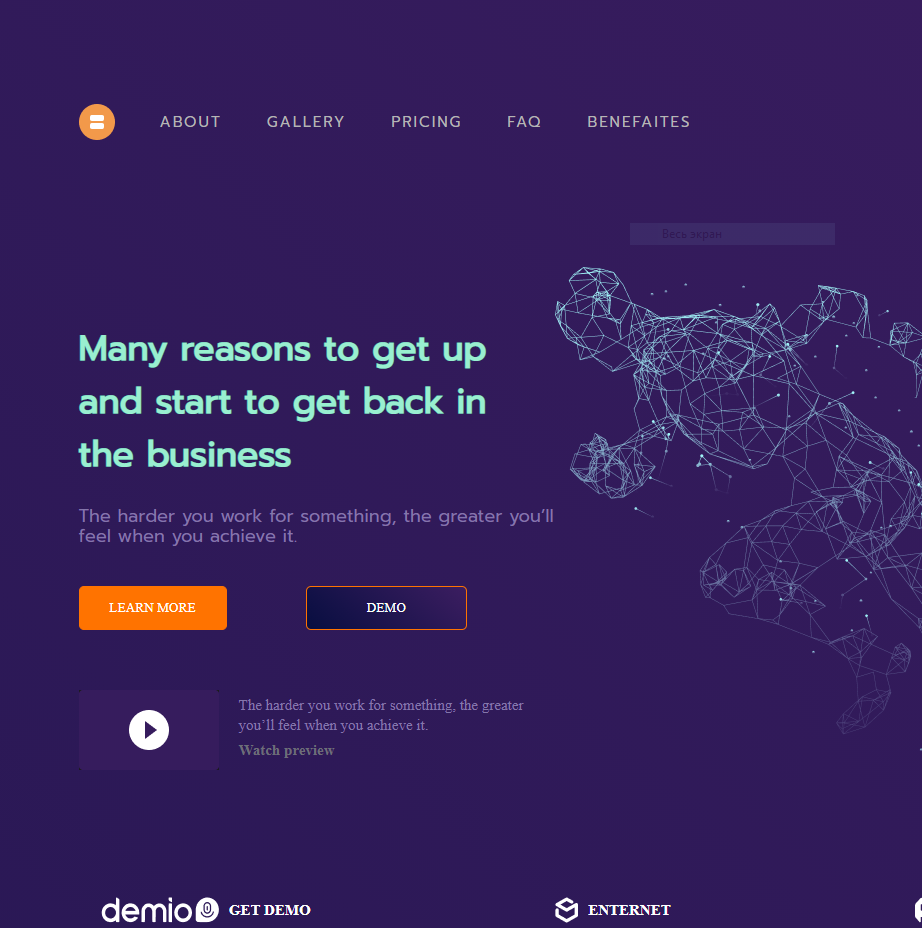 ABOUT GALLERY PRICING FAQ BENEFAITES
Весь экран
Many reasons to get up
and start to get back in
the business
The harder you work for something, the greater you’ll
feel when you achieve it.
LEARN MORE DEMO
The harder you work for something, the greater
you’ll feel when you achieve it.
Watch preview
demio GET DEMO ENTERNET